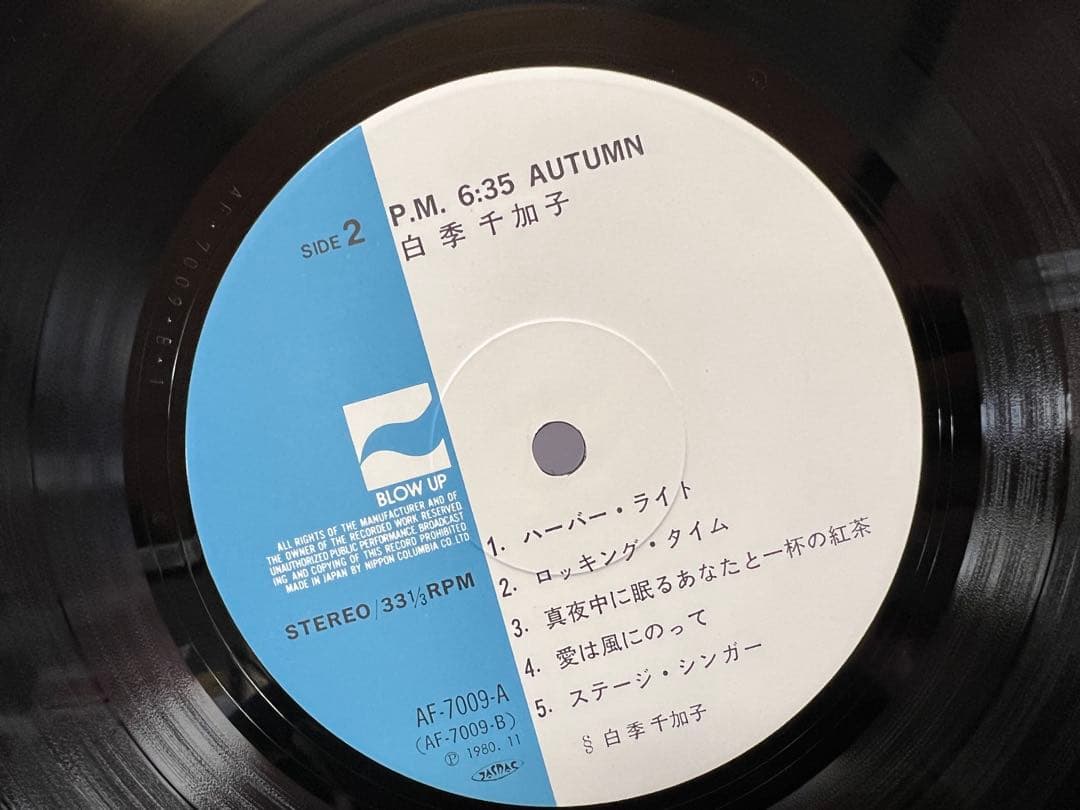 P.M. 6:35 AUTUMN
白季千加子
SIDE 2
BLOW UP
ALL RIGHTS OF THE MANUFACTURER AND OF
THE OWNER OF THE RECORDED WORK RESERVED
UNAUTHORIZED PUBLIC PERFORMANCE BROADCAST
ING AND COPYING OF THIS RECORD PROHIBITED
MADE IN JAPAN BY NIPPON COLUMBIA CO. LTD
STEREO/33⅓RPM
AF-7009-A
(AF-7009-B)
Ⓟ 1980. 11
JASRAC
1. ハーバー・ライト
2. ロッキング・タイム
3. 真夜中に眠るあなたと一杯の紅茶
4. 愛は風にのって
5. ステージ・シンガー
§ 白季千加子
AF-7009-B-1